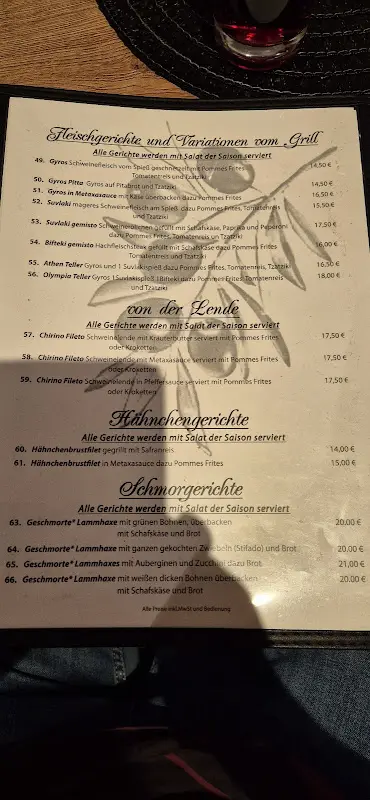 Fleischgerichte und Variationen vom Grill
Alle Gerichte werden mit Salat der Saison serviert
49. Gyros Schweinefleisch vom Spieß geschnetzelt mit Pommes Frites 14,50 €
Tomatenreis und Tzatziki
50. Gyros Pitta Gyros auf Pitabrot und Tzatziki 14,50 €
51. Gyros in Metaxasauce mit Käse überbacken dazu Pommes Frites 16,50 €
52. Suvlaki mageres Schweinefleisch am Spieß dazu Pommes Frites, Tomatenreis 15,50 €
und Tzatziki
53. Suvlaki gemisto Schweinerollen gefüllt mit Schafskäse, Paprika und Peperoni 17,50 €
dazu Pommes Frites, Tomatenreis und Tzatziki
54. Bifteki gemisto Hackfleischsteak gefüllt mit Schafskäse dazu Pommes Frites 16,00 €
Tomatenreis und Tzatziki
55. Athen Teller Gyros und 1 Suvlakispieß dazu Pommes Frites, Tomatenreis, Tzatziki 16,50 €
56. Olympia Teller Gyros 1Suvlakispieß 1Bifteki dazu Pommes Frites, Tomatenreis 18,00 €
und Tzatziki
von der Lende
Alle Gerichte werden mit Salat der Saison serviert
57. Chirino Fileto Schweinelende mit Kräuterbutter serviert mit Pommes Frites 17,50 €
oder Kroketten
58. Chirino Fileto Schweinelende in Metaxasauce serviert mit Pommes Frites 17,50 €
oder Kroketten
59. Chirino Fileto Schweinelende in Pfeffersauce serviert mit Pommes Frites 17,50 €
oder Kroketten
Hähnchengerichte
Alle Gerichte werden mit Salat der Saison serviert
60. Hähnchenbrustfilet gegrillt mit Safranreis 14,00 €
61. Hähnchenbrustfilet in Metaxasauce dazu Pommes Frites 15,00 €
Schmorgerichte
Alle Gerichte werden mit Salat der Saison serviert
63. Geschmorte* Lammhaxe mit grünen Bohnen, überbacken 20,00 €
mit Schafskäse und Brot
64. Geschmorte* Lammhaxe mit ganzen gekochten Zwiebeln (Stifado) und Brot 20,00 €
65. Geschmorte* Lammhaxes mit Auberginen und Zucchini dazu Brot 21,00 €
66. Geschmorte* Lammhaxe mit weißen dicken Bohnen überbacken 20,00 €
mit Schafskäse und Brot
Alle Preise inkl.MwSt und Bedienung